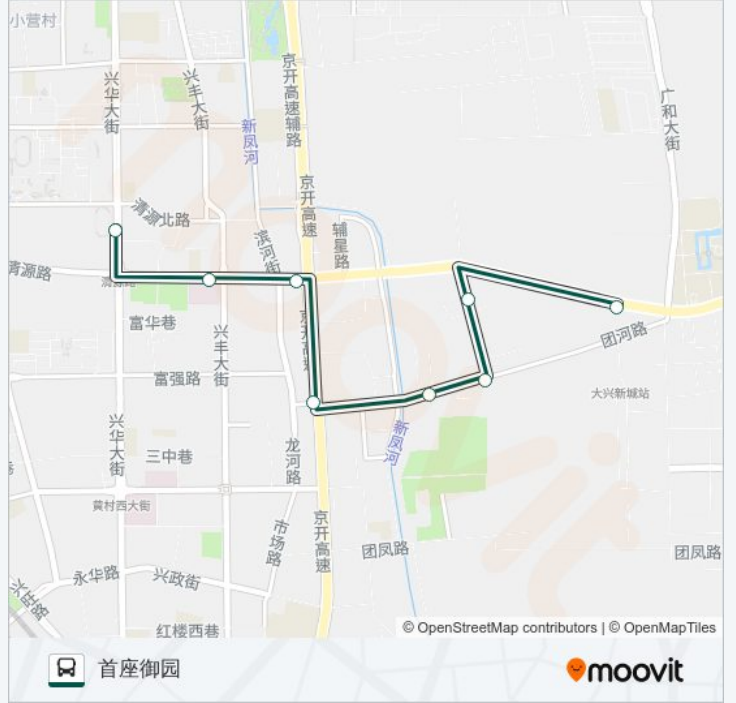 小营村
兴华大街
兴丰大街
京开高速辅路
新凤河
广和大街
京开高速
清源北路
滨河街
辅星路
清源路
富华巷
兴丰大街
团河路
富强路
大兴新城站
兴华大街
新凤河
龙河路
三中巷
黄村西大街
京开高速
市场路
团凤路
团凤路
永华路
兴政街
兴旺路
红楼西巷
© OpenStreetMap contributors | © OpenMapTiles
首座御园
moovit